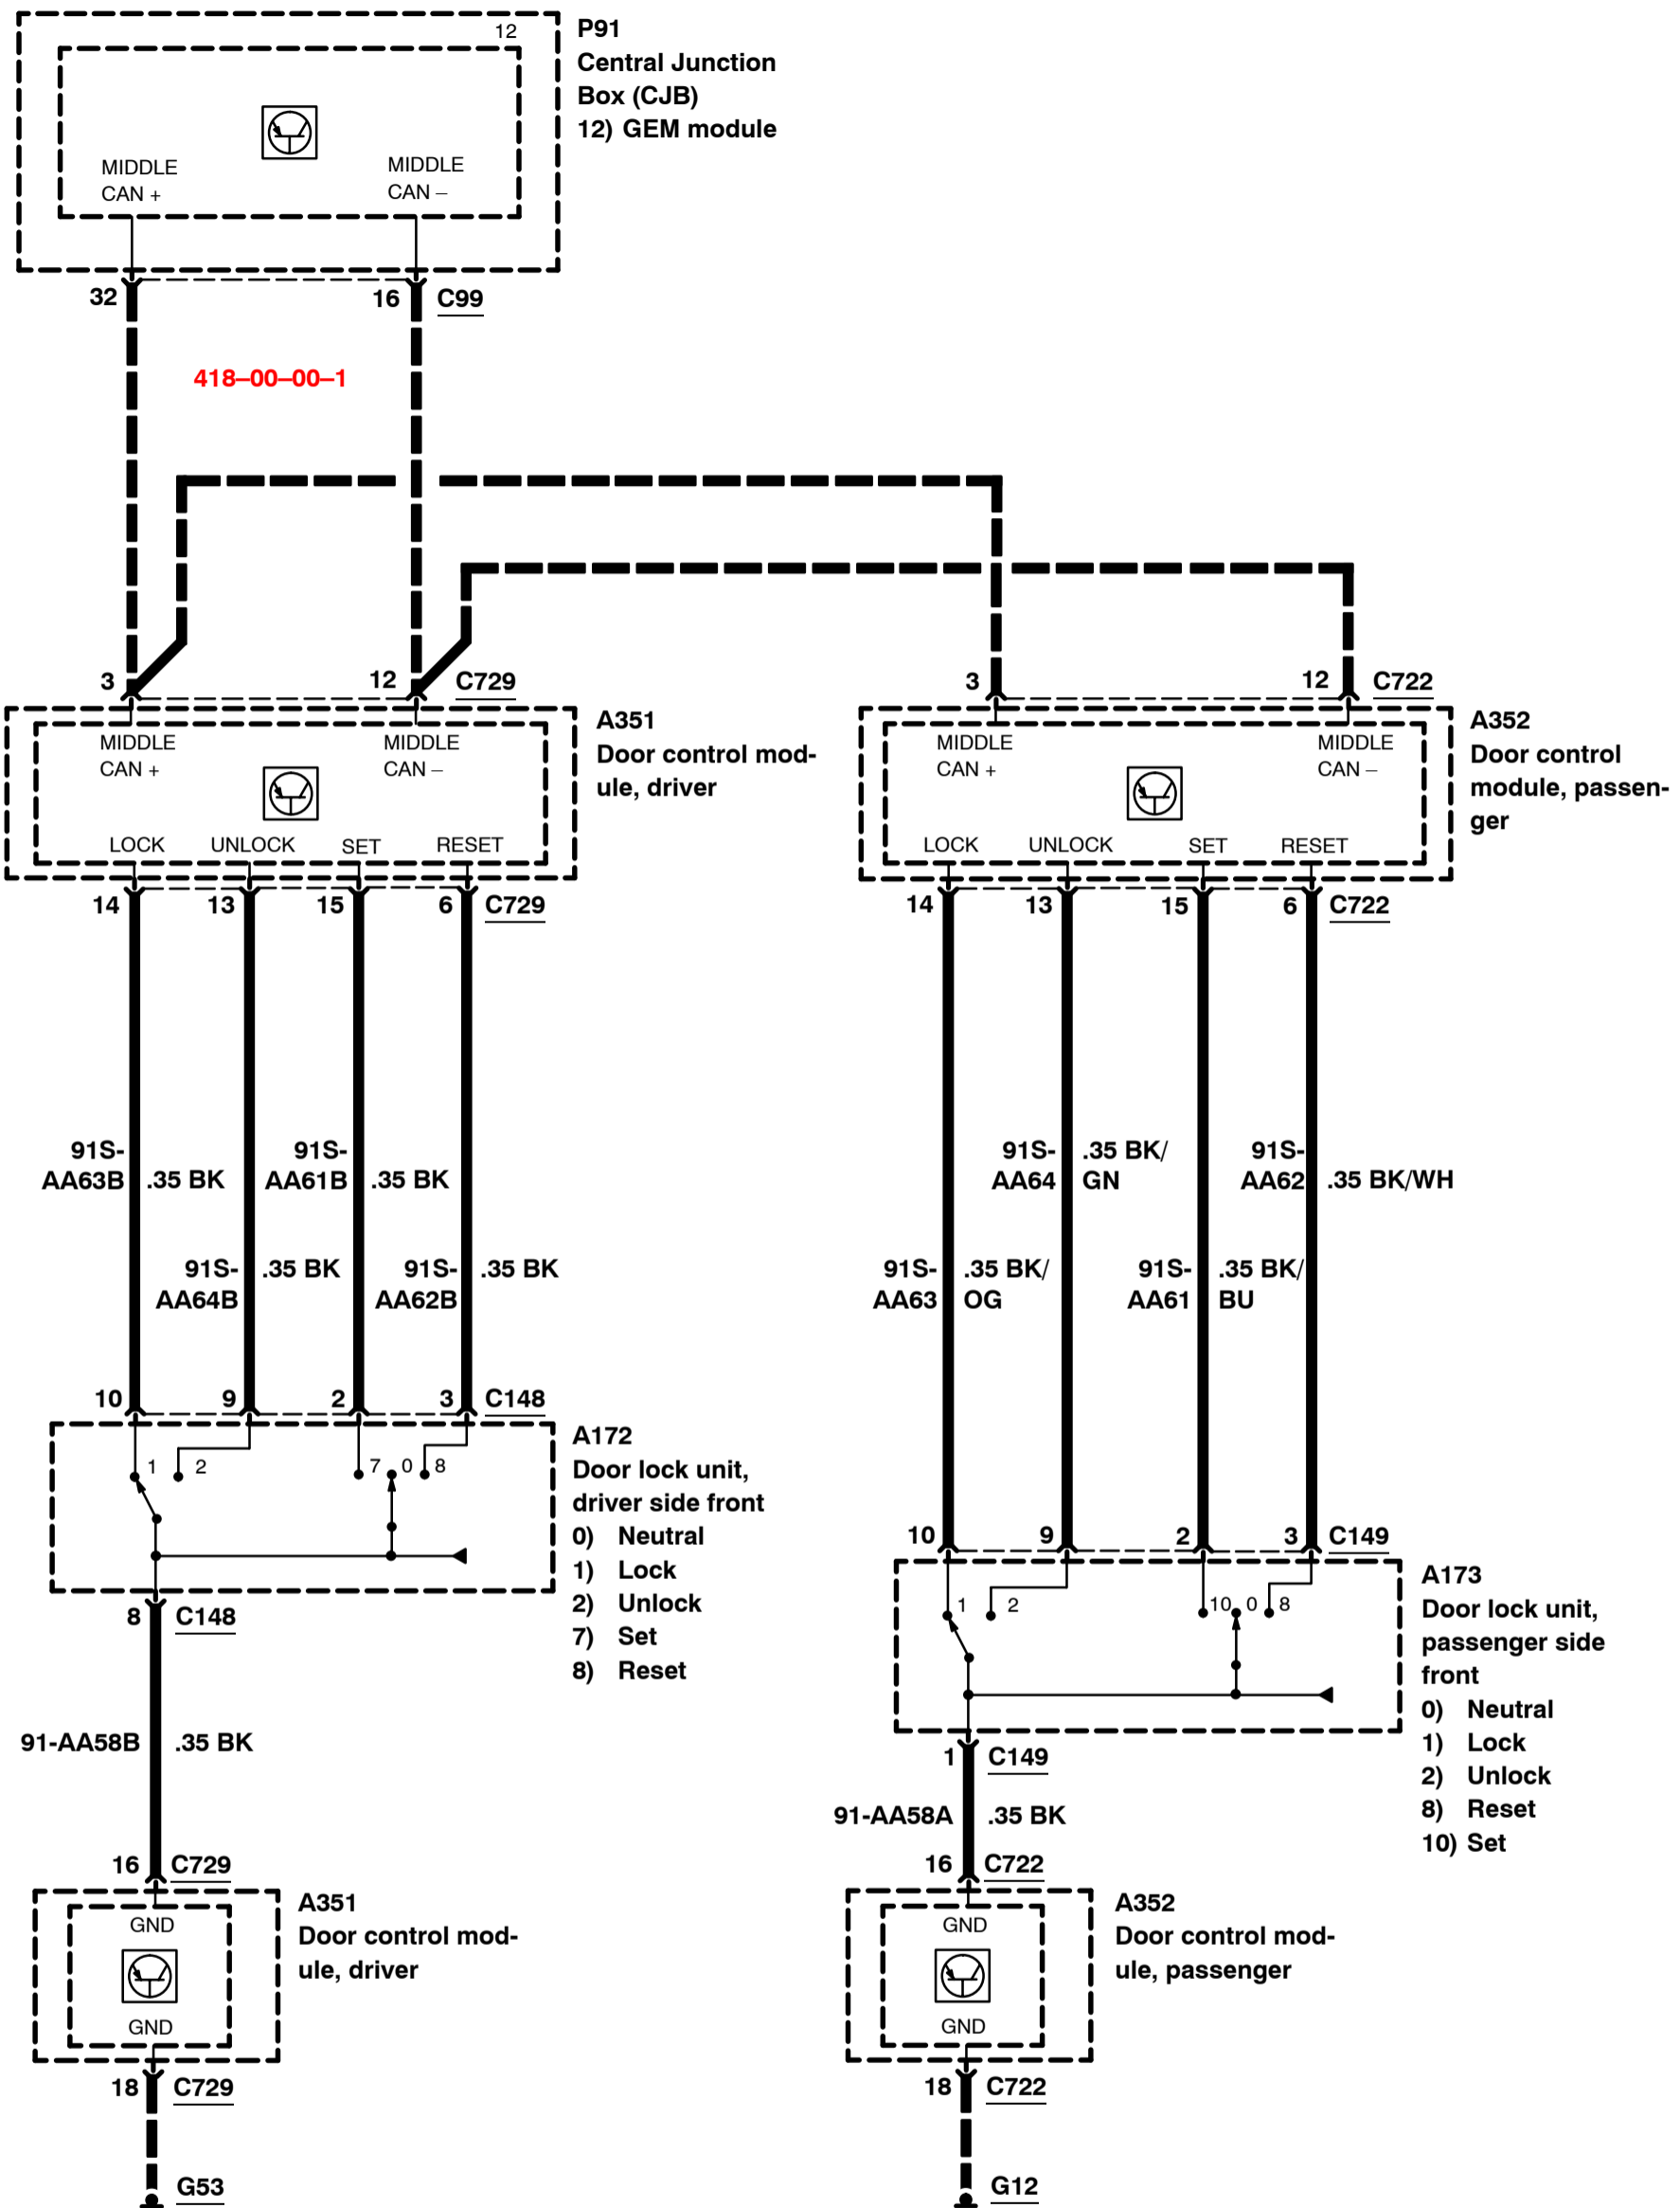 12
P91
Central Junction
Box (CJB)
12) GEM module
MIDDLE
CAN +
MIDDLE
CAN –
32
16
C99
418–00–00–1
3
12
C729
3
12
C722
A351
Door control mod-
ule, driver
MIDDLE
CAN +
MIDDLE
CAN –
LOCK
UNLOCK
SET
RESET
A352
Door control
module, passen-
ger
MIDDLE
CAN +
MIDDLE
CAN –
LOCK
UNLOCK
SET
RESET
14
13
15
6
C729
14
13
15
6
C722
91S-
AA63B
.35 BK
91S-
AA61B
.35 BK
91S-
AA64B
.35 BK
91S-
AA62B
.35 BK
91S-
AA64
.35 BK/
GN
91S-
AA62
.35 BK/WH
91S-
AA63
.35 BK/
OG
91S-
AA61
.35 BK/
BU
10
9
2
3
C148
1
2
7
0
8
A172
Door lock unit,
driver side front
0) Neutral
1) Lock
2) Unlock
7) Set
8) Reset
10
9
2
3
C149
1
2
10
0
8
A173
Door lock unit,
passenger side
front
0) Neutral
1) Lock
2) Unlock
8) Reset
10) Set
8
C148
91-AA58B
.35 BK
16
C729
1
C149
91-AA58A
.35 BK
16
C722
A351
Door control mod-
ule, driver
GND
GND
A352
Door control mod-
ule, passenger
GND
GND
18
C729
18
C722
G53
G12